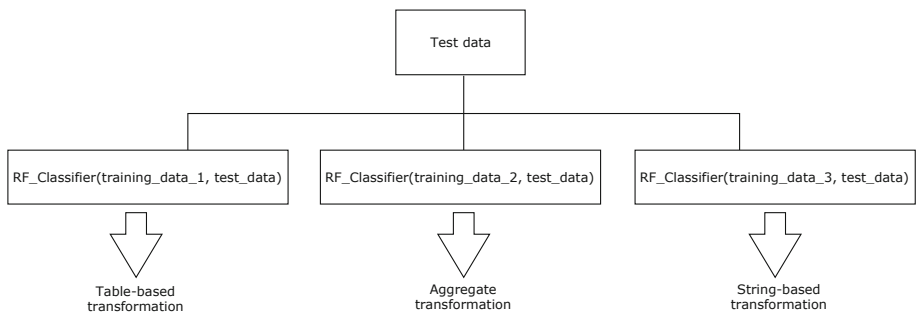 Test data
RF_Classifier(training_data_1, test_data)
RF_Classifier(training_data_2, test_data)
RF_Classifier(training_data_3, test_data)
Table-based
transformation
Aggregate
transformation
String-based
transformation